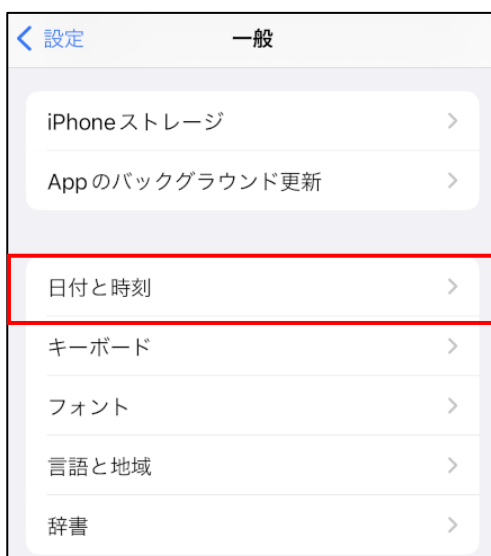 設定 一般
iPhoneストレージ
Appのバックグラウンド更新
日付と時刻
キーボード
フォント
言語と地域
辞書